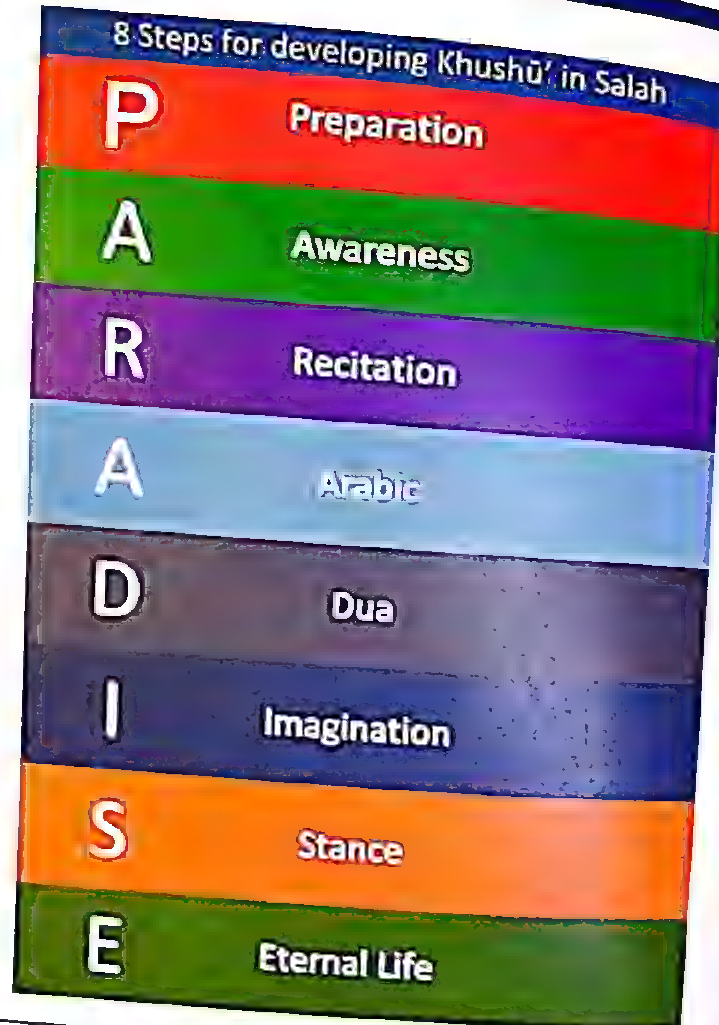 8 Steps for developing Khushū‘ in Salah
P Preparation
A Awareness
R Recitation
A Arabic
D Dua
I Imagination
S Stance
E Eternal Life